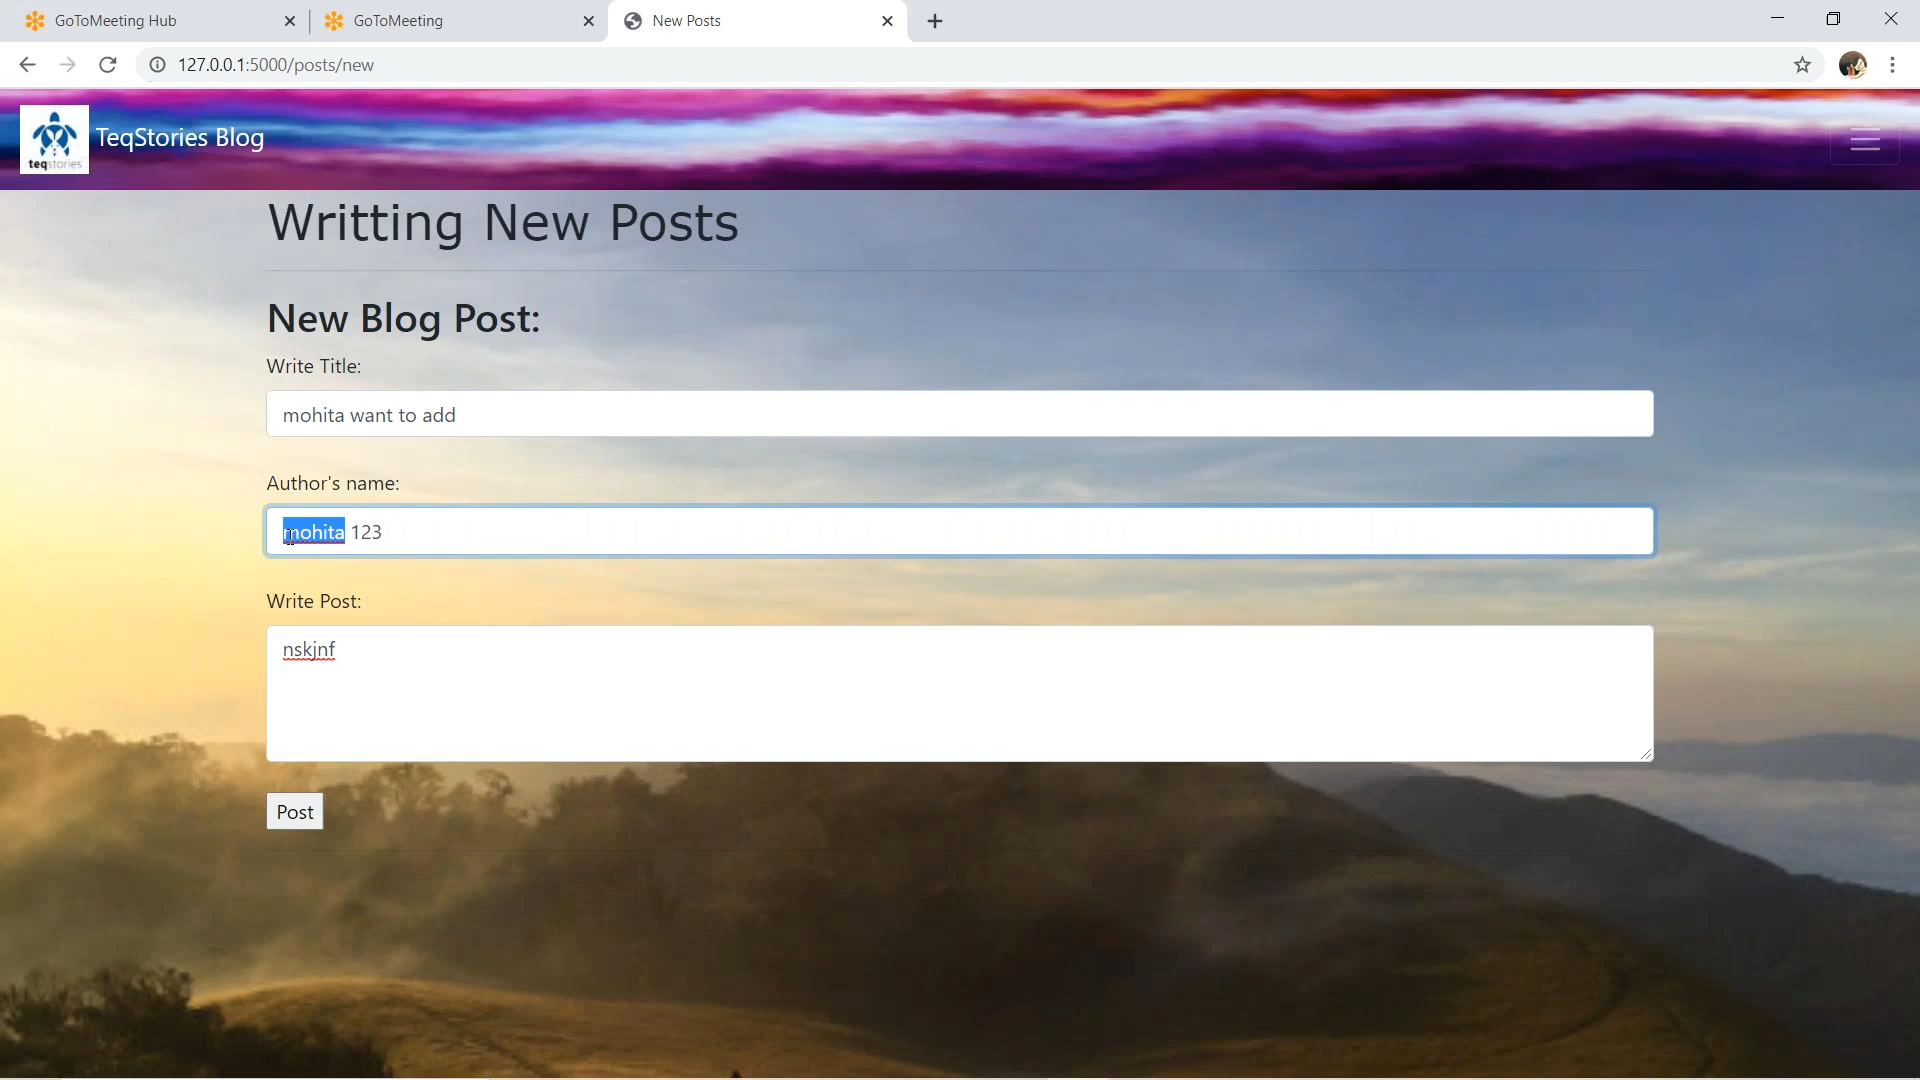 GoToMeeting Hub
GoToMeeting
New Posts
127.0.0.1:5000/posts/new
teqstories
TeqStories Blog
Writting New Posts
New Blog Post:
Write Title:
mohita want to add
Author's name:
mohita 123
Write Post:
nskjnf
Post